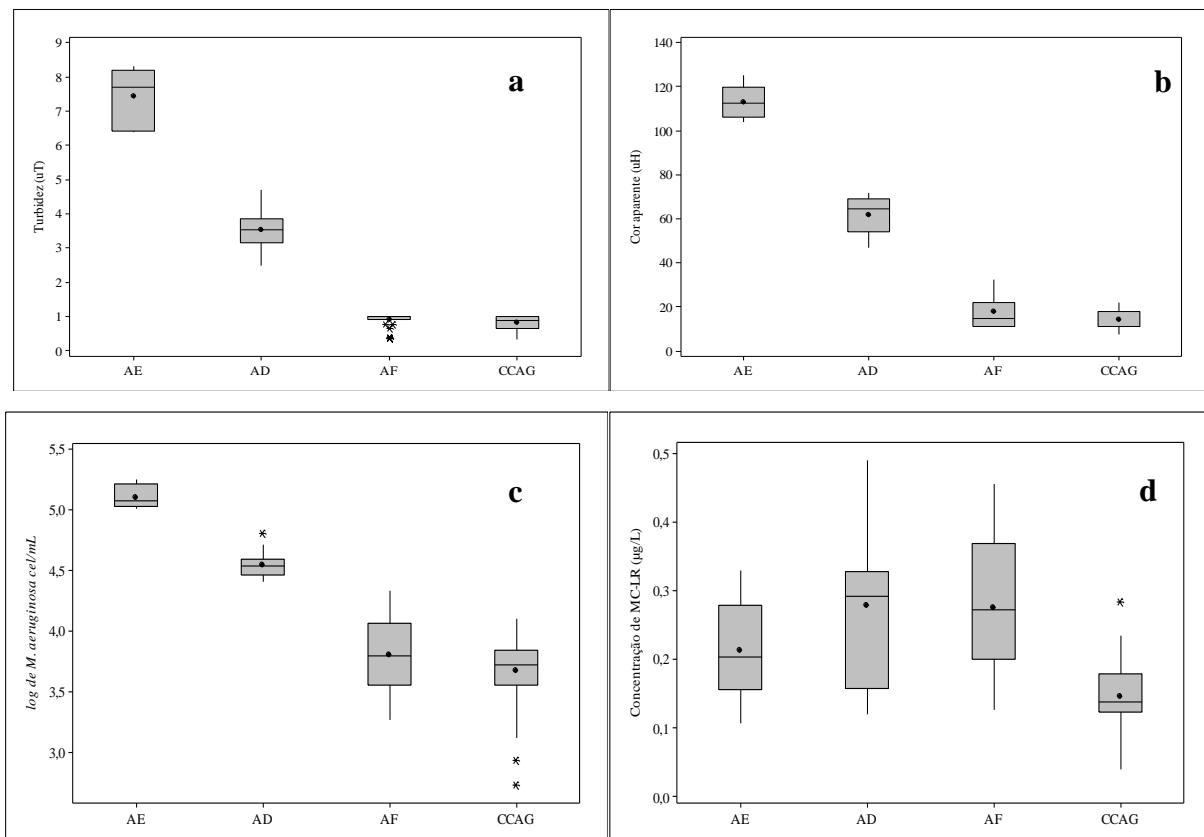 a
9
8
7
6
5
4
3
2
1
0
Turbidez (uT)
AE AD AF CCAG
b
140
120
100
80
60
40
20
0
Cor aparente (uH)
AE AD AF CCAG
c
5,5
5,0
4,5
4,0
3,5
3,0
log de M. aeruginosa cel/mL
AE AD AF CCAG
d
0,5
0,4
0,3
0,2
0,1
0,0
Concentração de MC-LR (µg/L)
AE AD AF CCAG